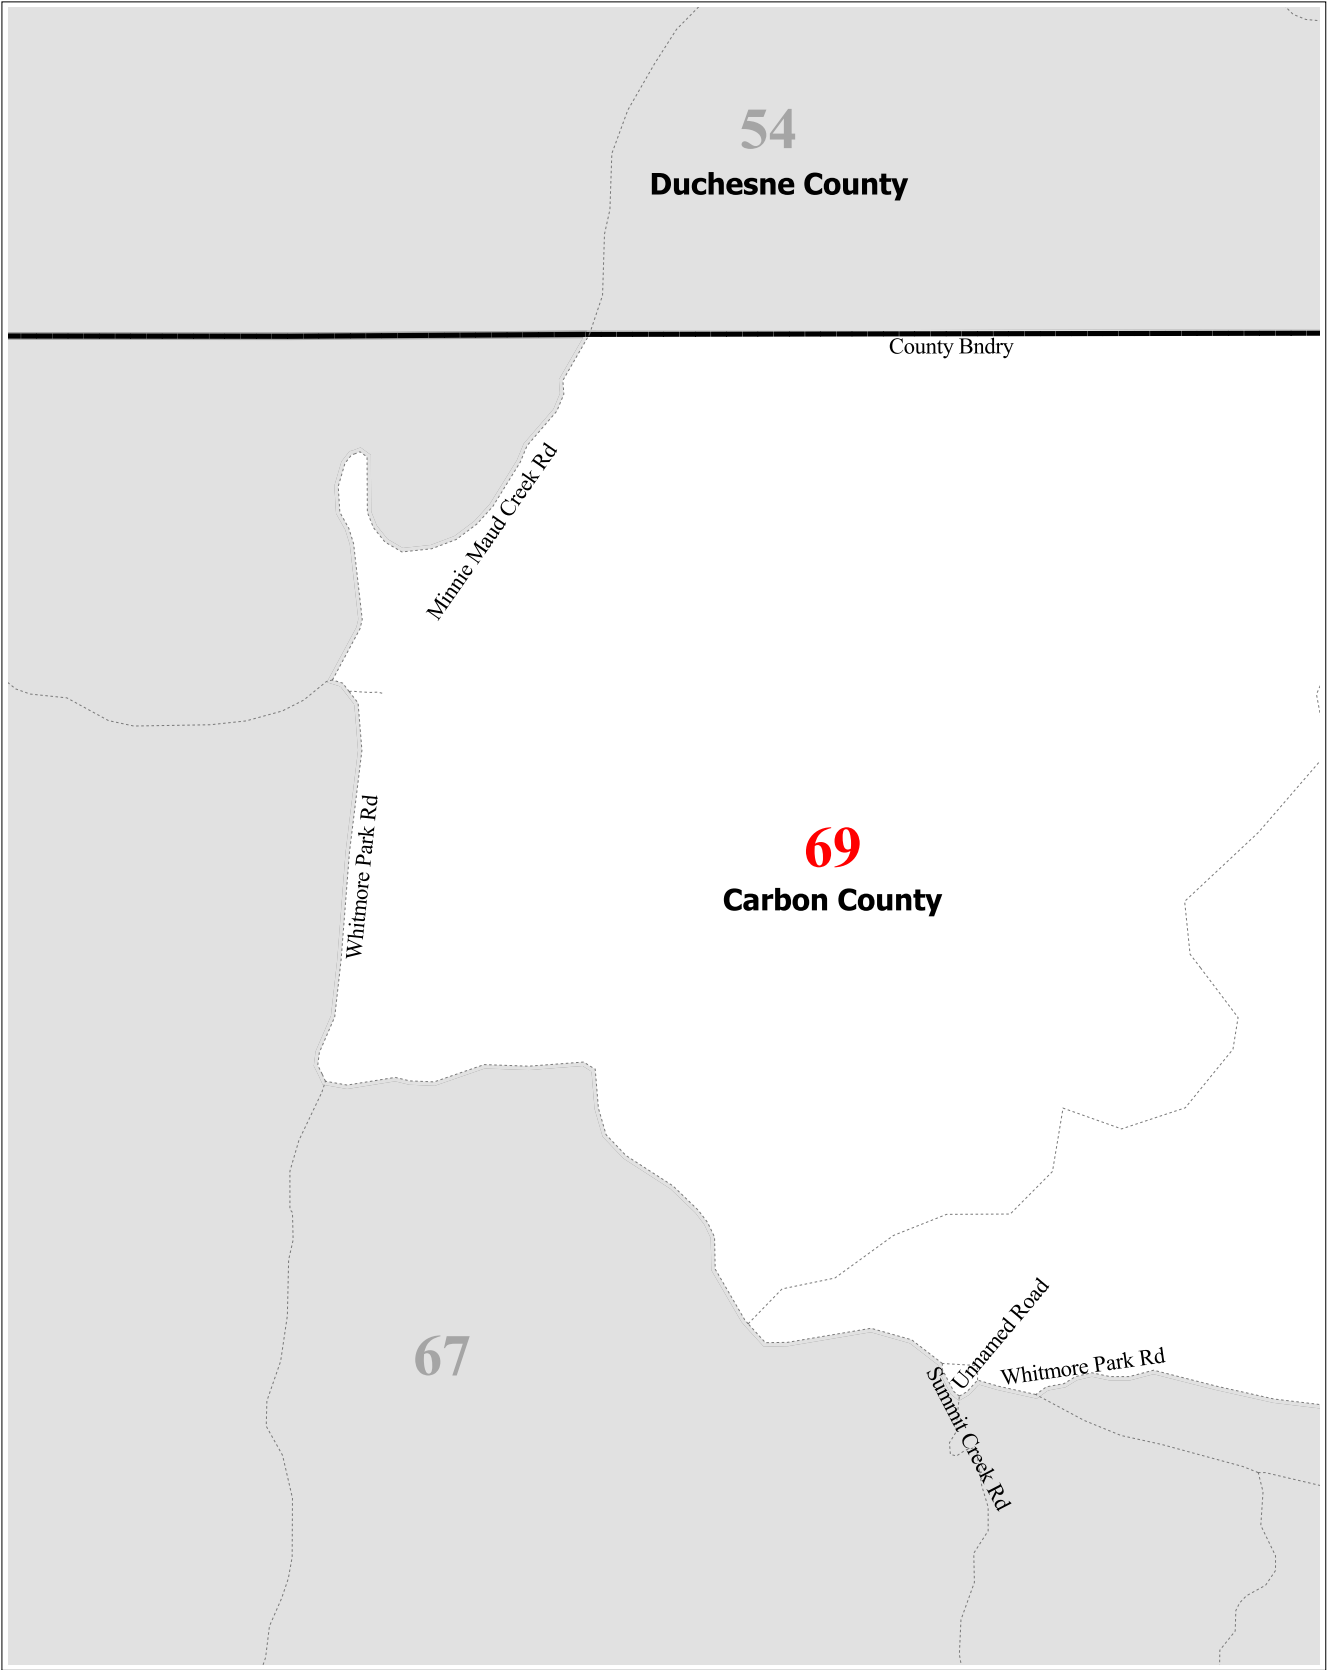 54
Duchesne County
County Bndry
Minnie Maud Creek Rd
Whitmore Park Rd
69
Carbon County
Unnamed Road
67
Whitmore Park Rd
Summit Creek Rd